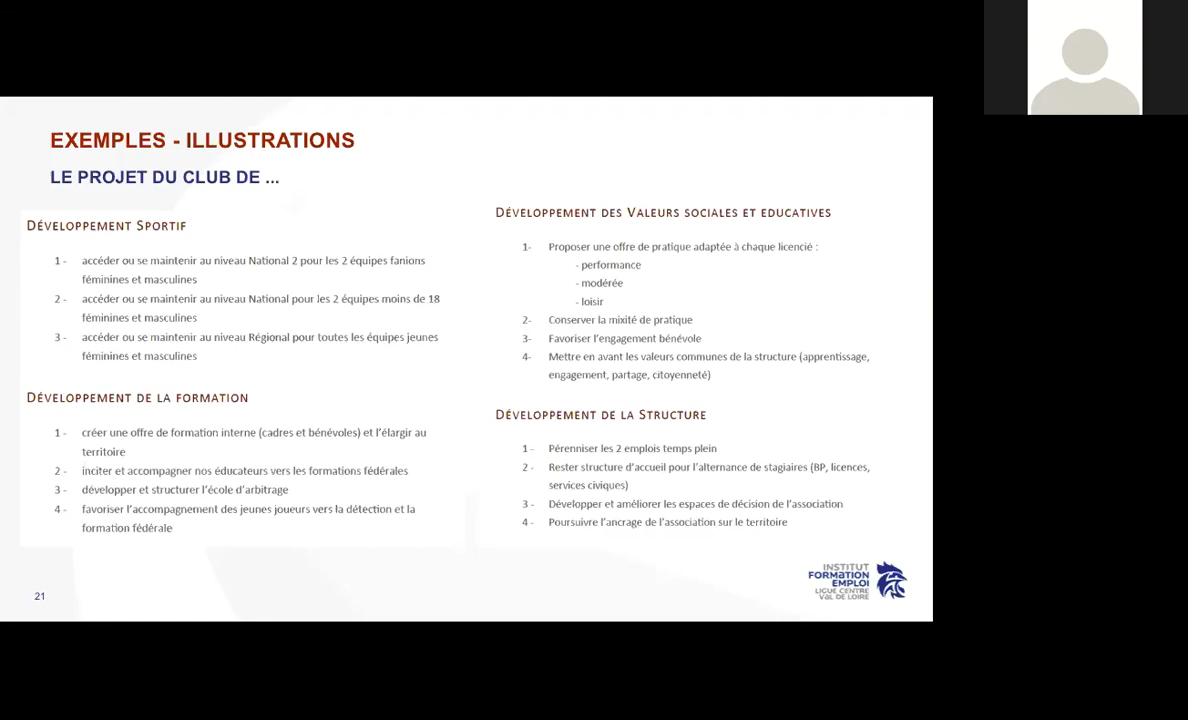 EXEMPLES - ILLUSTRATIONS
LE PROJET DU CLUB DE ...
DÉVELOPPEMENT SPORTIF
1 - accéder ou se maintenir au niveau National 2 pour les 2 équipes fanions
féminines et masculines
2 - accéder ou se maintenir au niveau National pour les 2 équipes moins de 18
féminines et masculines
3 - accéder ou se maintenir au niveau Régional pour toutes les équipes jeunes
féminines et masculines
DÉVELOPPEMENT DE LA FORMATION
1 - créer une offre de formation interne (cadres et bénévoles) et l'élargir au
territoire
2 - inciter et accompagner nos éducateurs vers les formations fédérales
3 - développer et structurer l'école d'arbitrage
4 - favoriser l'accompagnement des jeunes joueurs vers la détection et la
formation fédérale
DÉVELOPPEMENT DES VALEURS SOCIALES ET EDUCATIVES
1- Proposer une offre de pratique adaptée à chaque licencié :
- performance
- modérée
- loisir
2- Conserver la mixité de pratique
3- Favoriser l'engagement bénévole
4- Mettre en avant les valeurs communes de la structure (apprentissage,
engagement, partage, citoyenneté)
DÉVELOPPEMENT DE LA STRUCTURE
1 - Pérenniser les 2 emplois temps plein
2 - Rester structure d'accueil pour l'alternance de stagiaires (BP, licences,
services civiques)
3 - Développer et améliorer les espaces de décision de l'association
4 - Poursuivre l'ancrage de l'association sur le territoire
INSTITUT
FORMATION
EMPLOI
LIGUE CENTRE
VAL DE LOIRE
21